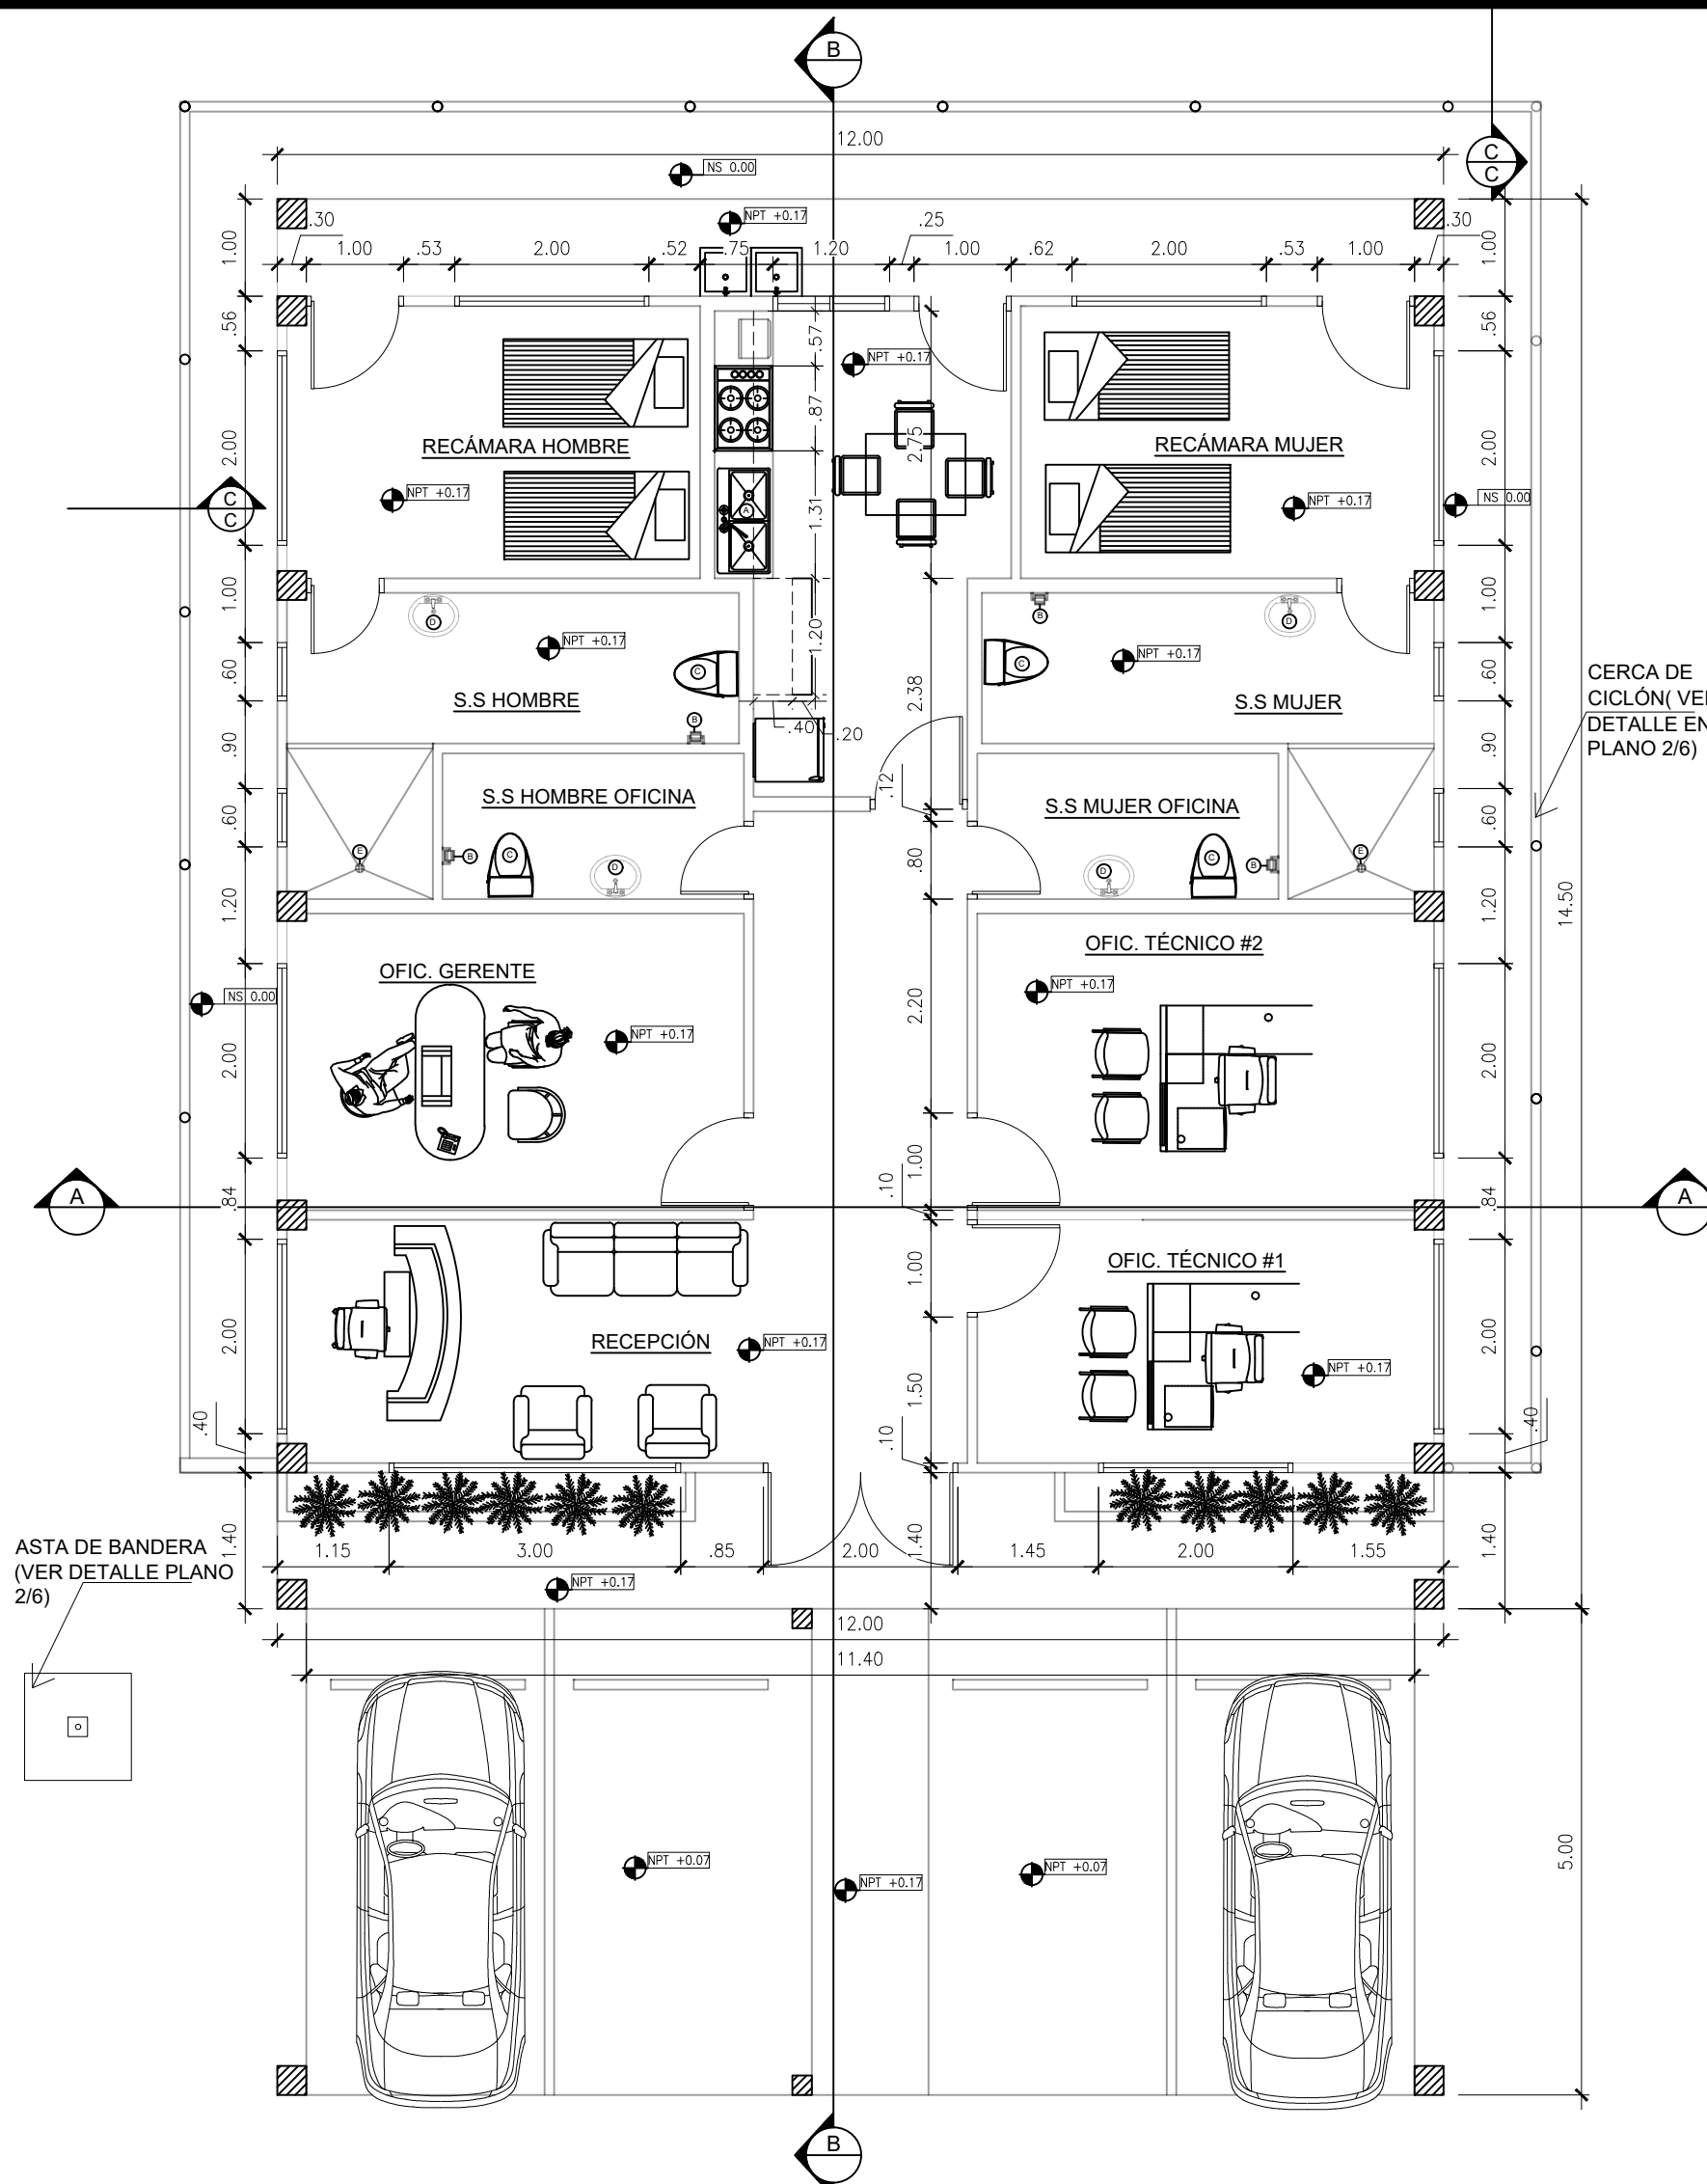 B
12.00
C
C
NS 0.00
NPT +0.17
.30
.25
.30
1.00
.53
2.00
.52
.75
1.20
1.00
.62
2.00
.53
1.00
1.00
1.00
.56
.57
.56
NPT +0.17
.87
2.75
2.00
RECÁMARA HOMBRE
RECÁMARA MUJER
2.00
C
C
NPT +0.17
A
1.31
NPT +0.17
NS 0.00
1.00
D
1.20
B
D
1.00
NPT +0.17
NPT +0.17
.60
C
C
.60
S.S HOMBRE
2.38
S.S MUJER
CERCA DE
CICLÓN( VER
DETALLE EN
PLANO 2/6)
B
.40
.20
.90
.90
.12
S.S HOMBRE OFICINA
S.S MUJER OFICINA
.60
.60
E
B
C
D
.80
D
C
B
E
1.20
1.20
14.50
OFIC. GERENTE
OFIC. TÉCNICO #2
NS 0.00
NPT +0.17
2.20
NPT +0.17
2.00
2.00
1.00
.10
A
.84
.84
A
1.00
OFIC. TÉCNICO #1
2.00
RECEPCIÓN
NPT +0.17
NPT +0.17
2.00
1.50
.40
.10
.40
ASTA DE BANDERA
(VER DETALLE PLANO
2/6)
1.40
1.40
1.40
1.15
3.00
.85
2.00
1.45
2.00
1.55
NPT +0.17
12.00
11.40
5.00
NPT +0.07
NPT +0.17
NPT +0.07
B